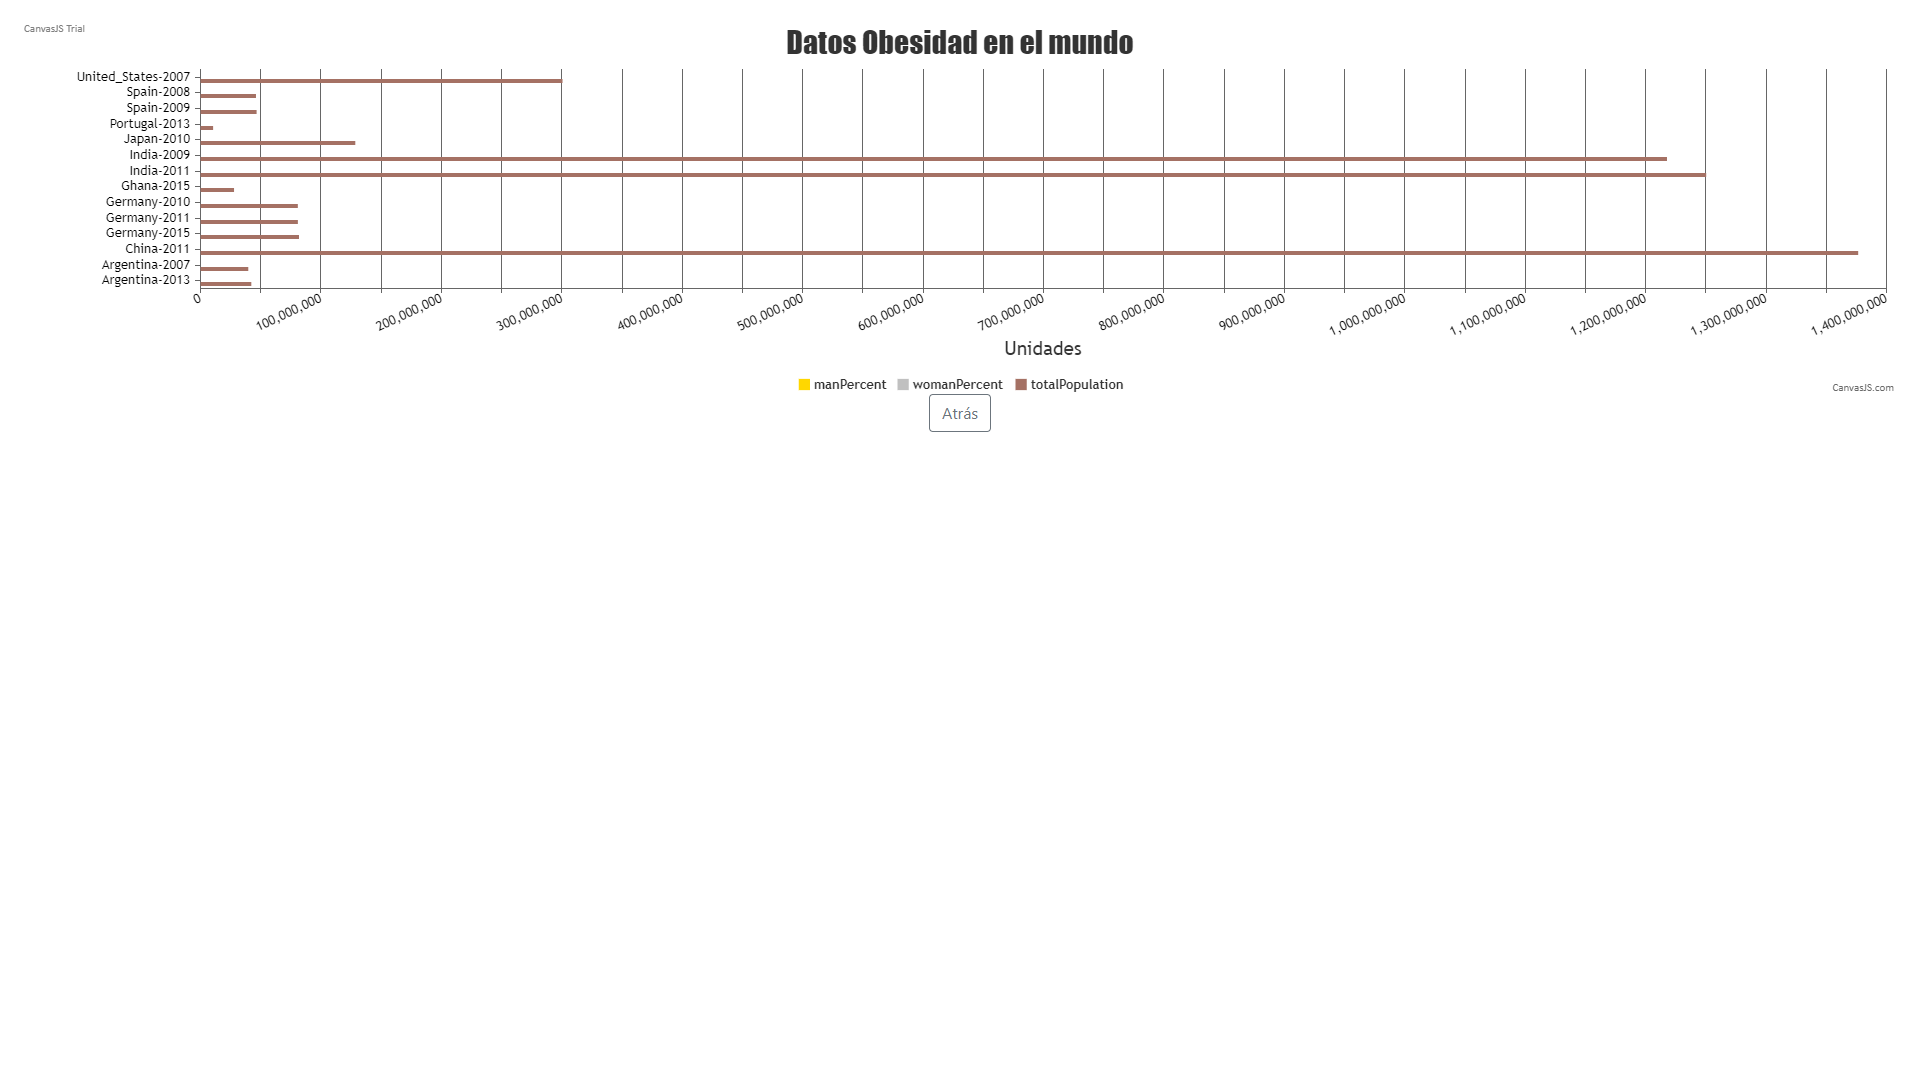 CanvasJS Trial
Datos Obesidad en el mundo
United_States-2007
Spain-2008
Spain-2009
Portugal-2013
Japan-2010
India-2009
India-2011
Ghana-2015
Germany-2010
Germany-2011
Germany-2015
China-2011
Argentina-2007
Argentina-2013
0
100,000,000
200,000,000
300,000,000
400,000,000
500,000,000
600,000,000
700,000,000
800,000,000
900,000,000
1,000,000,000
1,100,000,000
1,200,000,000
1,300,000,000
1,400,000,000
Unidades
manPercent womanPercent totalPopulation
CanvasJS.com
Atrás